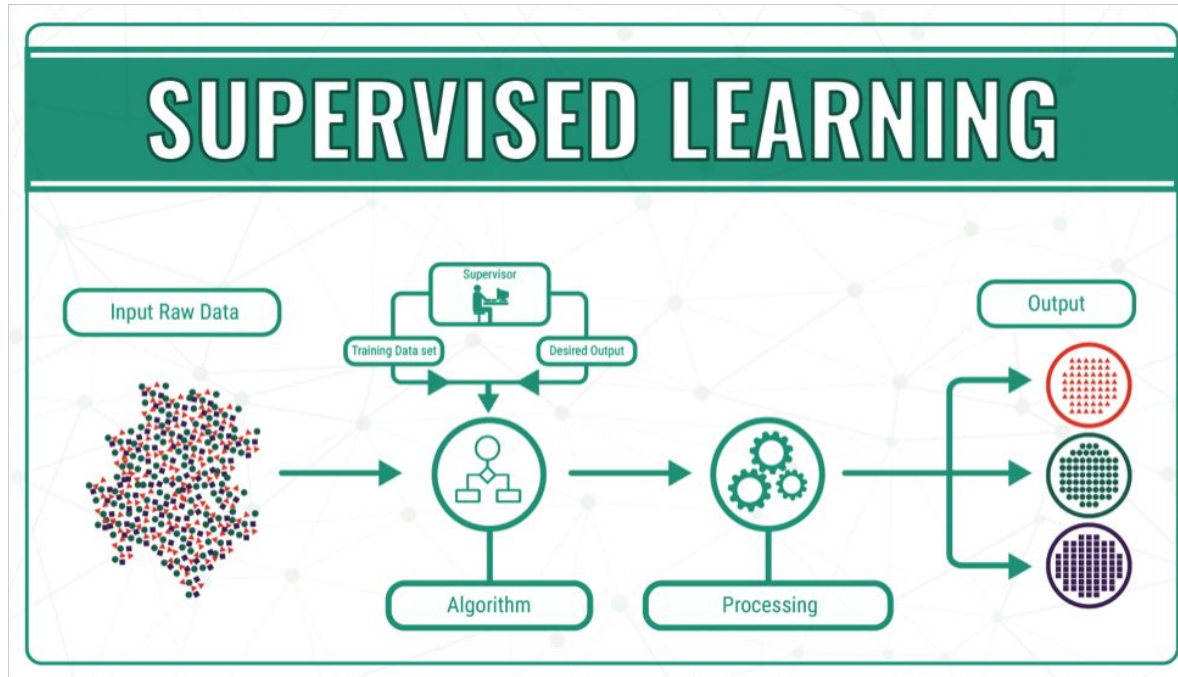 SUPERVISED LEARNING
Supervisor
Input Raw Data
Output
Training Data set
Desired Output
Algorithm
Processing